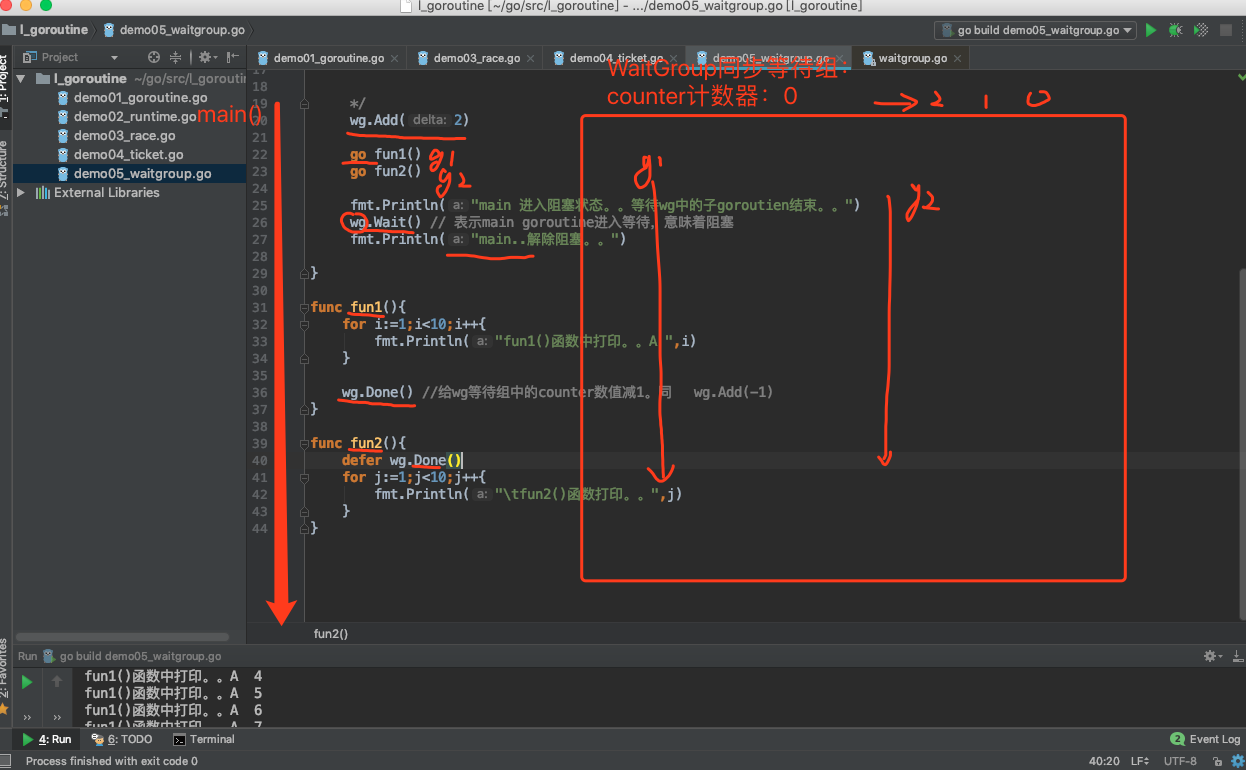 l_goroutine [~/go/src/l_goroutine] - .../demo05_waitgroup.go [l_goroutine]
l_goroutine demo05_waitgroup.go
go build demo05_waitgroup.go
Project
demo01_goroutine.go demo03_race.go demo04_ticket.go demo05_waitgroup.go waitgroup.go
WaitGroup同步等待组:
counter计数器: 0
→ 2 1 0
1: Project
l_goroutine ~/go/src/l_goroutin
demo01_goroutine.go
demo02_runtime.go
demo03_race.go
demo04_ticket.go
demo05_waitgroup.go
External Libraries
main()
Z: Structure
2: Favorites
17
18
19 */
20 wg.Add( delta: 2)
21
22 go fun1() g1
23 go fun2() g2
24
25 fmt.Println( a: "main 进入阻塞状态。。等待wg中的子goroutien结束。。")
26 wg.Wait() // 表示main goroutine进入等待，意味着阻塞
27 fmt.Println( a: "main..解除阻塞。。")
28
29 }
30
31 func fun1(){
32 for i:=1;i<10;i++{
33 fmt.Println( a: "fun1()函数中打印。。A ",i)
34 }
35
36 wg.Done() //给wg等待组中的counter数值减1。同 wg.Add(-1)
37 }
38
39 func fun2(){
40 defer wg.Done()
41 for j:=1;j<10;j++{
42 fmt.Println( a: "\tfun2()函数打印。。",j)
43 }
44 }
g1
g2
fun2()
Run go build demo05_waitgroup.go
fun1()函数中打印。。A 4
fun1()函数中打印。。A 5
fun1()函数中打印。。A 6
fun1()函数中打印。。A 7
4: Run 6: TODO Terminal 2 Event Log
Process finished with exit code 0 40:20 LF UTF-8